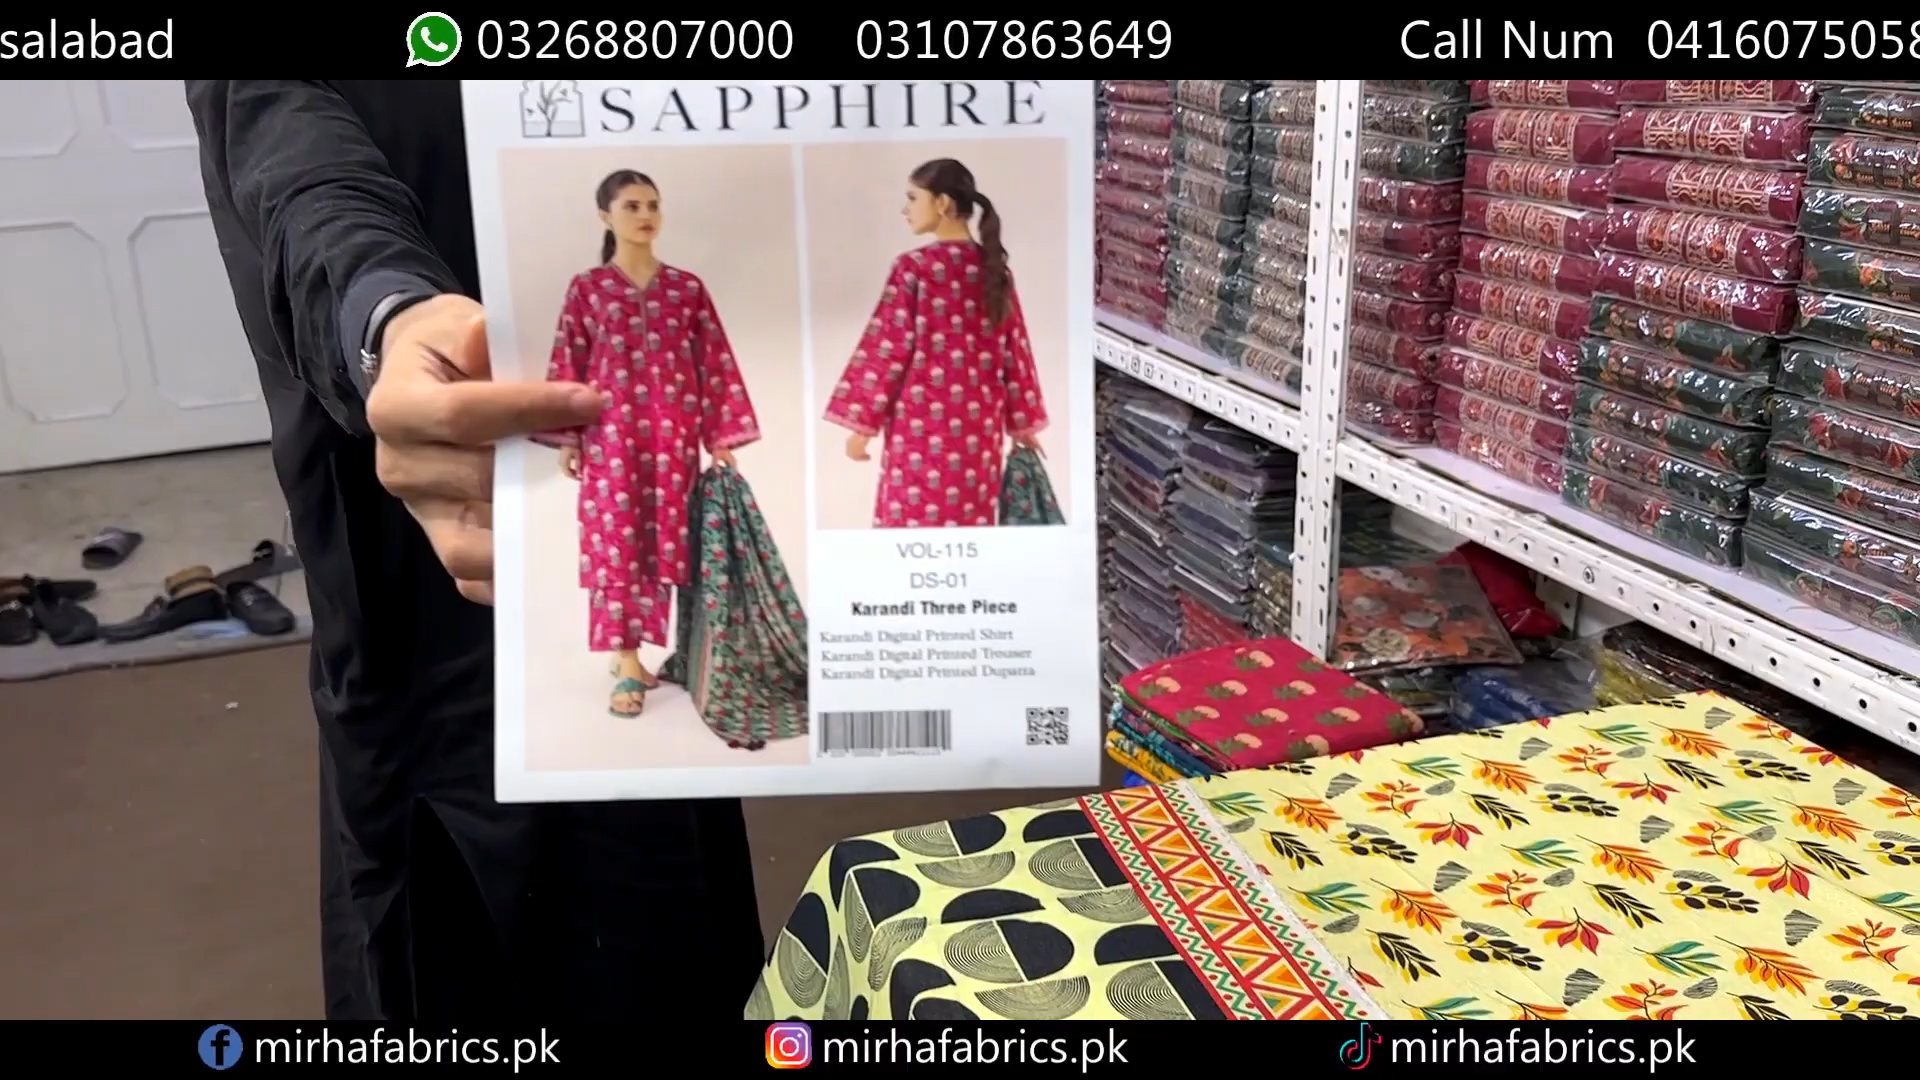 salabad 03268807000 03107863649 Call Num 0416075058
SAPPHIRE
VOL-115
DS-01
Karandi Three Piece
Karandi Digital Printed Shirt
Karandi Digital Printed Trouser
Karandi Digital Printed Dupatta
mirhafabrics.pk mirhafabrics.pk mirhafabrics.pk